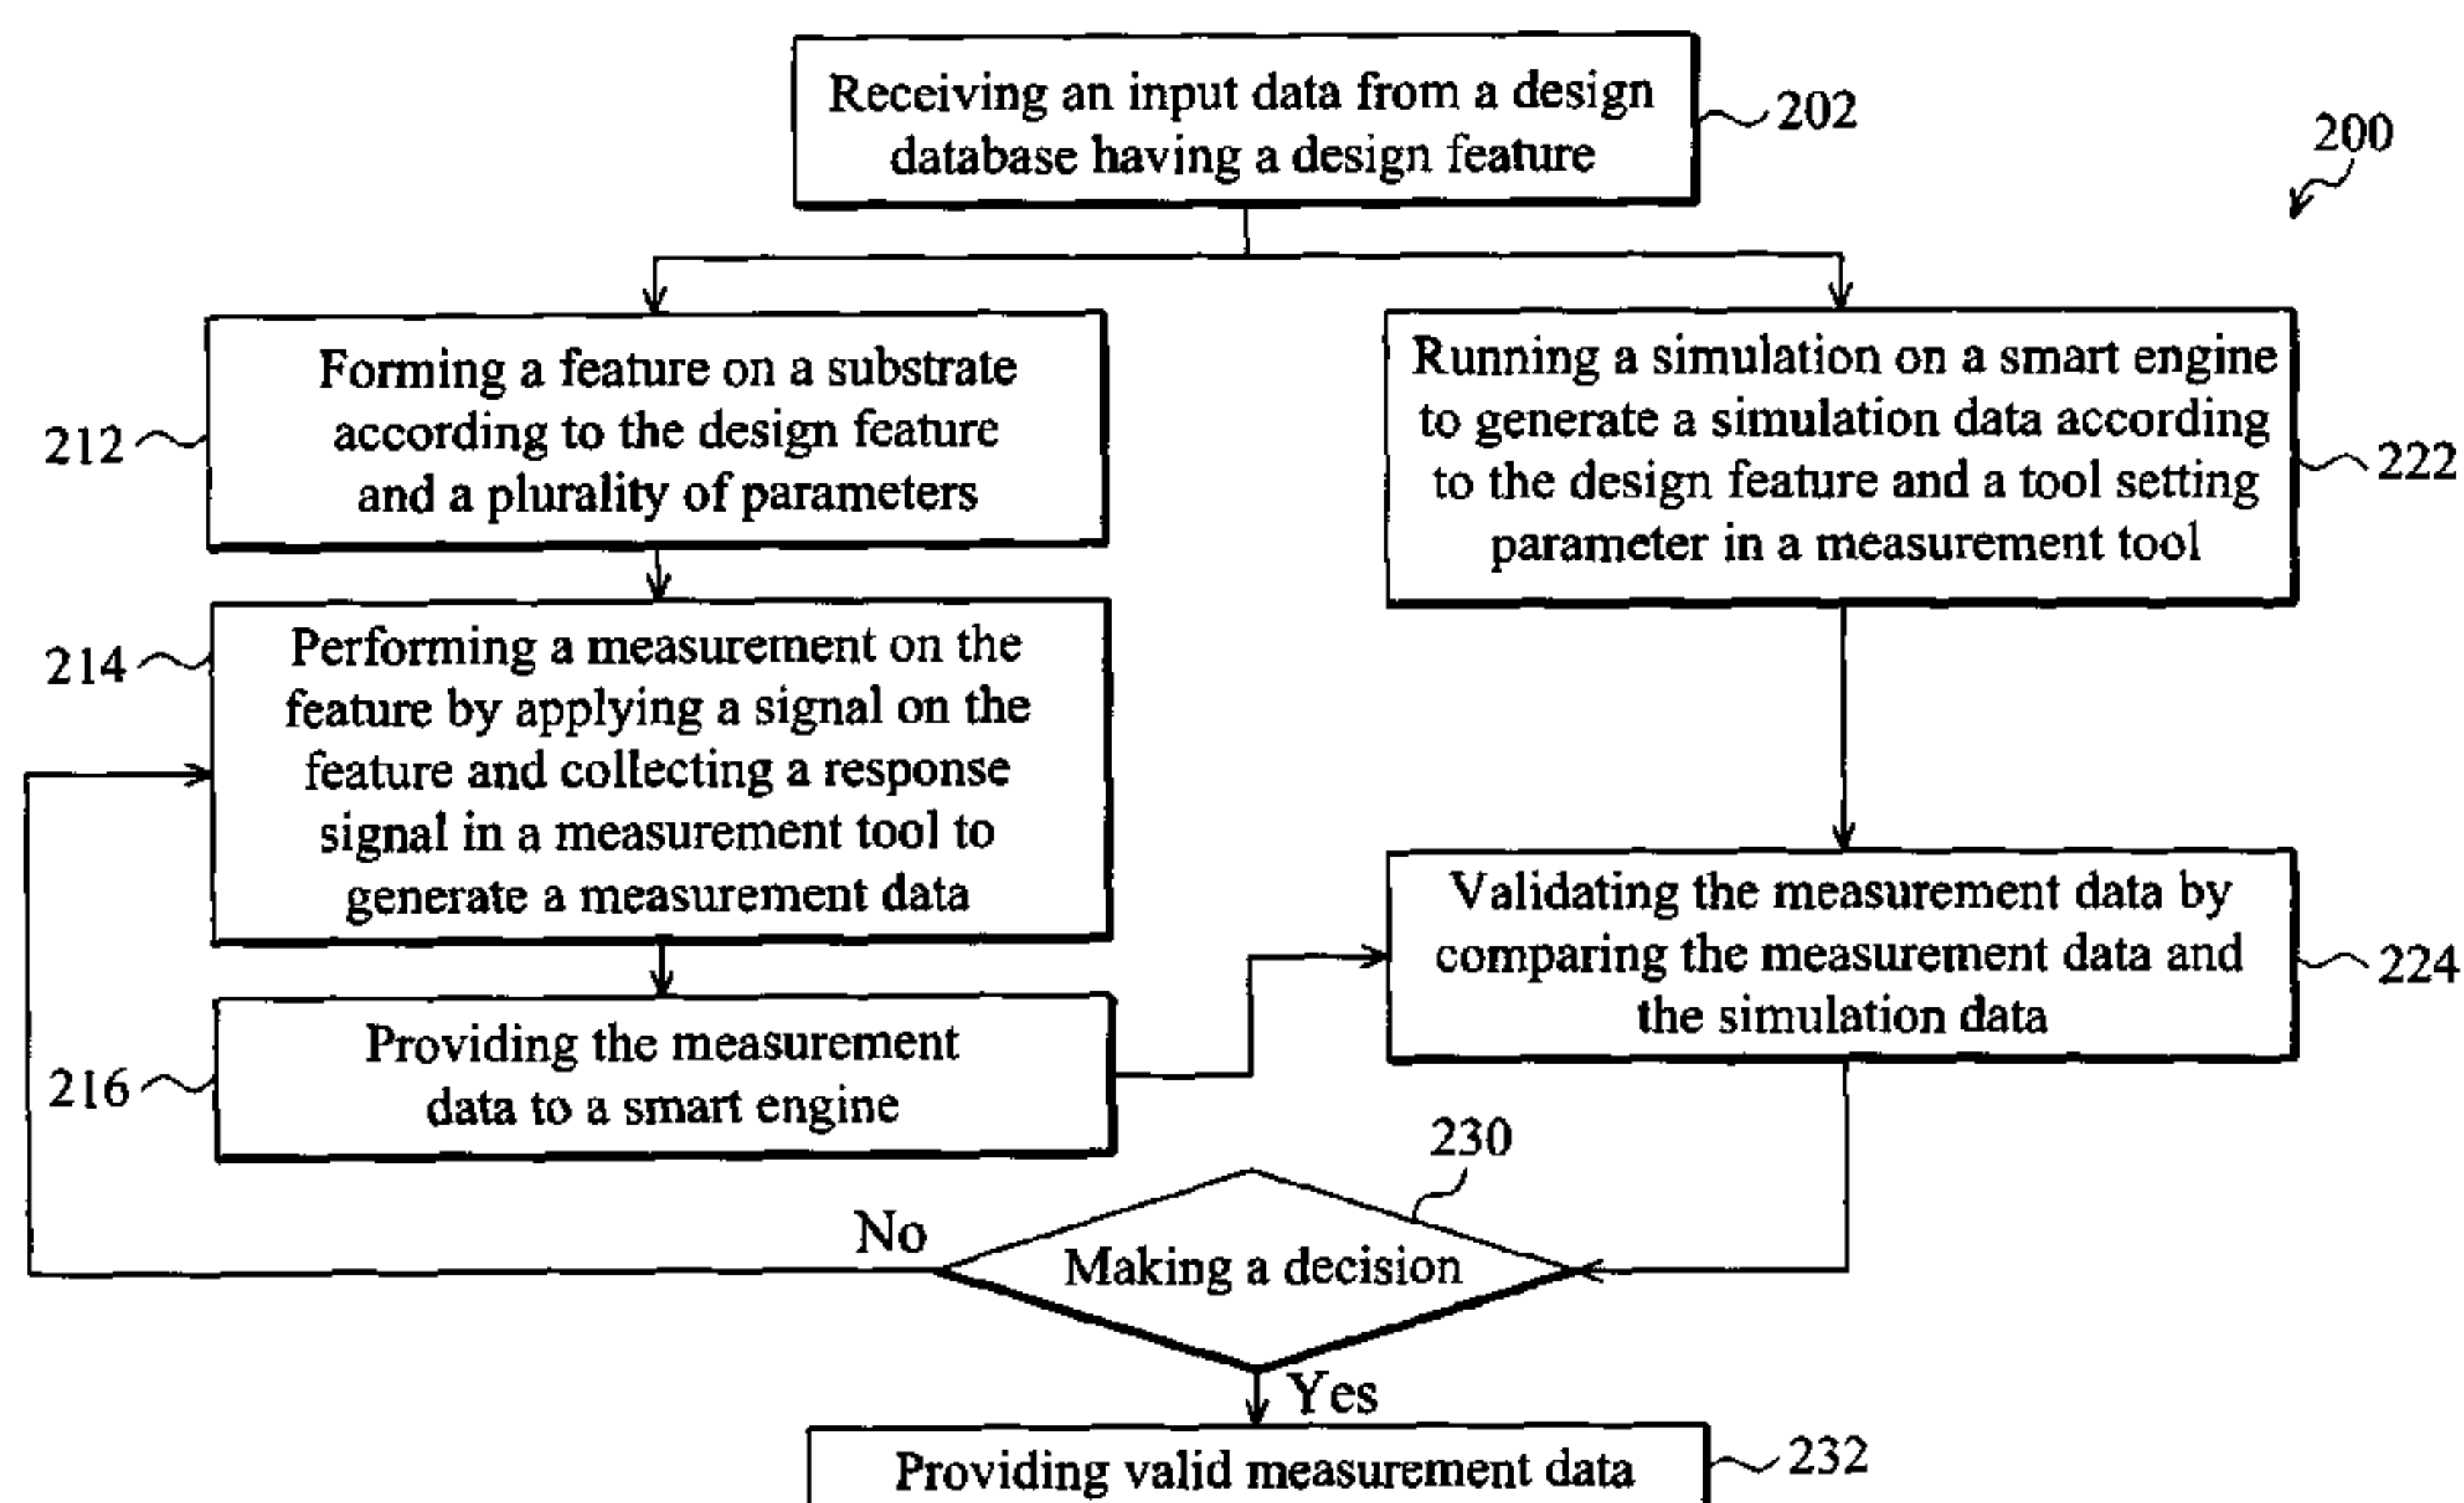 Receiving an input data from a design
database having a design feature
202
200
Forming a feature on a substrate
according to the design feature
and a plurality of parameters
212
Running a simulation on a smart engine
to generate a simulation data according
to the design feature and a tool setting
parameter in a measurement tool
222
214
Performing a measurement on the
feature by applying a signal on the
feature and collecting a response
signal in a measurement tool to
generate a measurement data
Validating the measurement data by
comparing the measurement data and
the simulation data
224
Providing the measurement
data to a smart engine
216
230
No
Making a decision
Yes
Providing valid measurement data
232